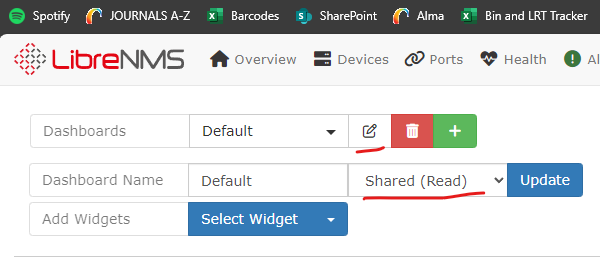 Spotify JOURNALS A-Z Barcodes SharePoint Alma Bin and LRT Tracker
LibreNMS Overview Devices Ports Health Al
Dashboards Default
Dashboard Name Default Shared (Read) Update
Add Widgets Select Widget